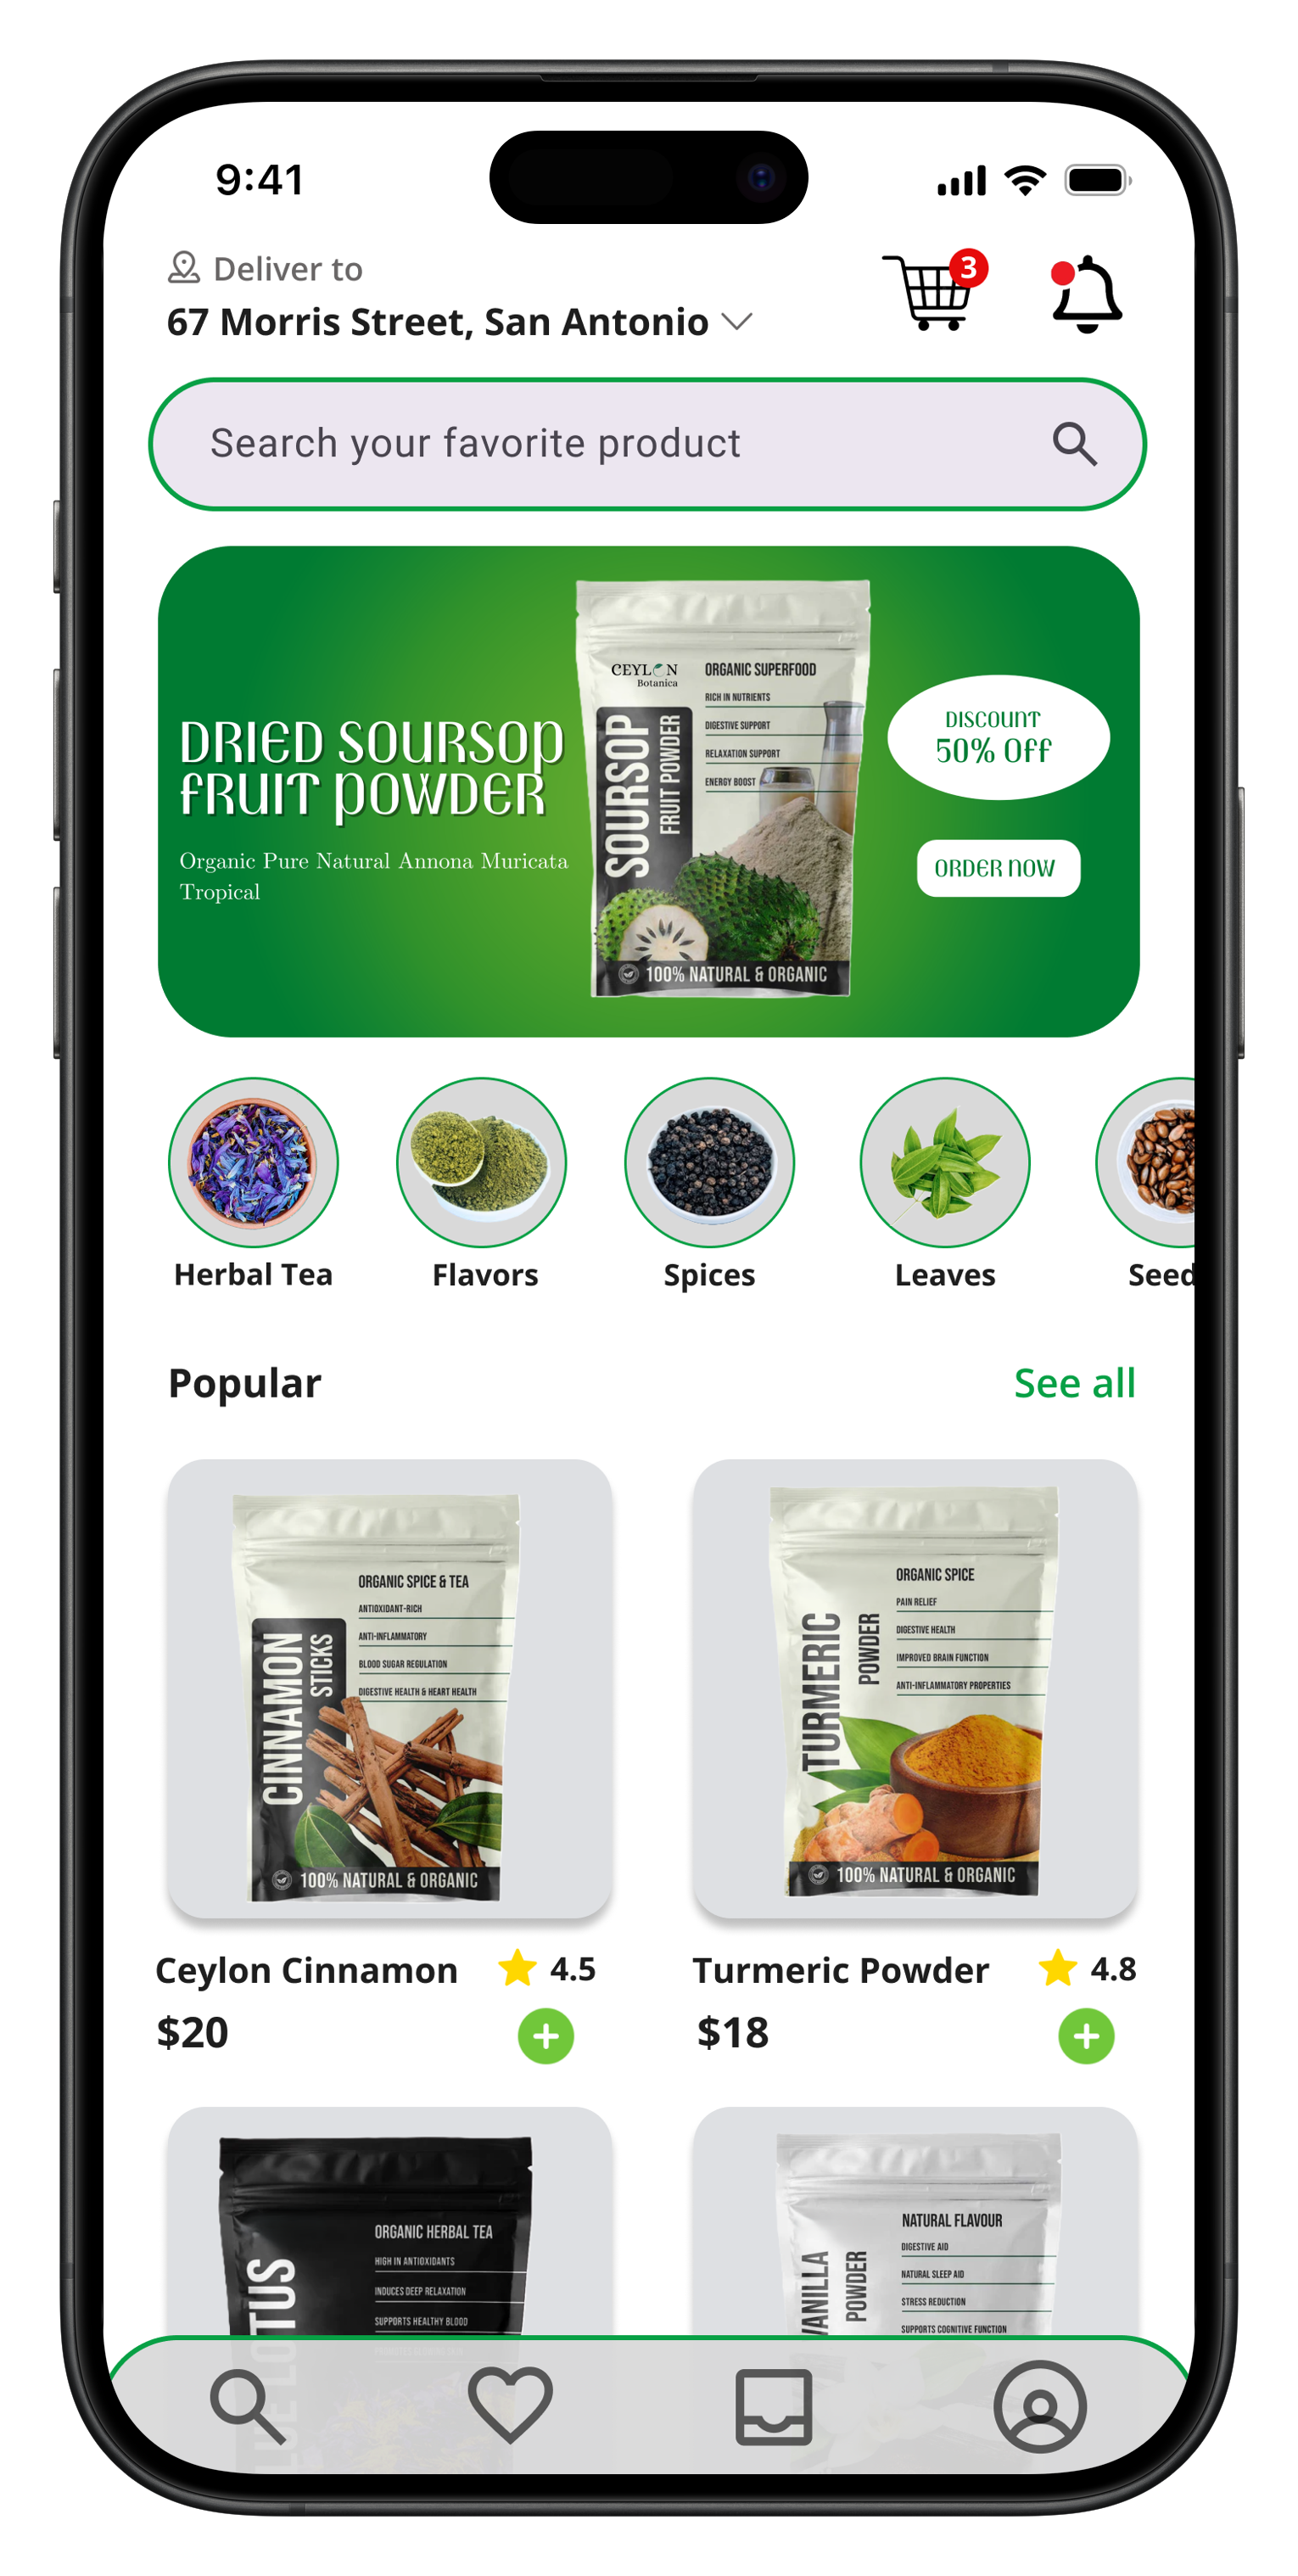 9:41
Deliver to
3
67 Morris Street, San Antonio
Search your favorite product
DRIED SOURSOP
FRUIT POWDER
Organic Pure Natural Annona Muricata
Tropical
CEYLON
Botanica
ORGANIC SUPERFOOD
RICH IN NUTRIENTS
DIGESTIVE SUPPORT
RELAXATION SUPPORT
ENERGY BOOST
SOURSOP
FRUIT POWDER
100% NATURAL & ORGANIC
DISCOUNT
50% Off
ORDER NOW
Herbal Tea
Flavors
Spices
Leaves
Seed
Popular
See all
ORGANIC SPICE & TEA
ANTIOXIDANT-RICH
ANTI-INFLAMMATORY
BLOOD SUGAR REGULATION
DIGESTIVE HEALTH & HEART HEALTH
CINNAMON
STICKS
100% NATURAL & ORGANIC
ORGANIC SPICE
PAIN RELIEF
DIGESTIVE HEALTH
IMPROVED BRAIN FUNCTION
ANTI-INFLAMMATORY PROPERTIES
TURMERIC
POWDER
100% NATURAL & ORGANIC
Ceylon Cinnamon
4.5
$20
Turmeric Powder
4.8
$18
ORGANIC HERBAL TEA
HIGH IN ANTIOXIDANTS
INDUCES DEEP RELAXATION
SUPPORTS HEALTHY BLOOD
LUE LOTUS
NATURAL FLAVOUR
DIGESTIVE AID
NATURAL SLEEP AID
STRESS REDUCTION
SUPPORTS COGNITIVE FUNCTION
VANILLA
POWDER